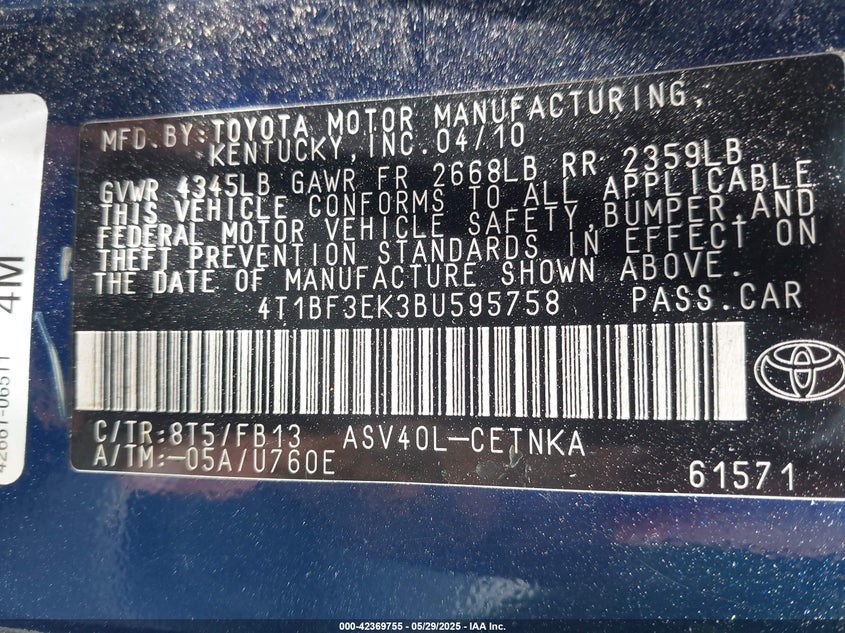 MFD.BY:TOYOTA MOTOR MANUFACTURING,
KENTUCKY,INC.04/10
GVWR 4345LB GAWR FR 2668LB RR 2359LB
THIS VEHICLE CONFORMS TO ALL APPLICABLE
FEDERAL MOTOR VEHICLE SAFETY,BUMPER,AND
THEFT PREVENTION STANDARDS IN EFFECT ON
THE DATE OF MANUFACTURE SHOWN ABOVE.
4T1BF3EK3BU595758 PASS.CAR
C/TR:8T5/FB13 ASV40L-CETNKA
A/TM:-05A/U760E
61571
4M
42661-06511
000-42369755 — 05/29/2025 — IAA Inc.